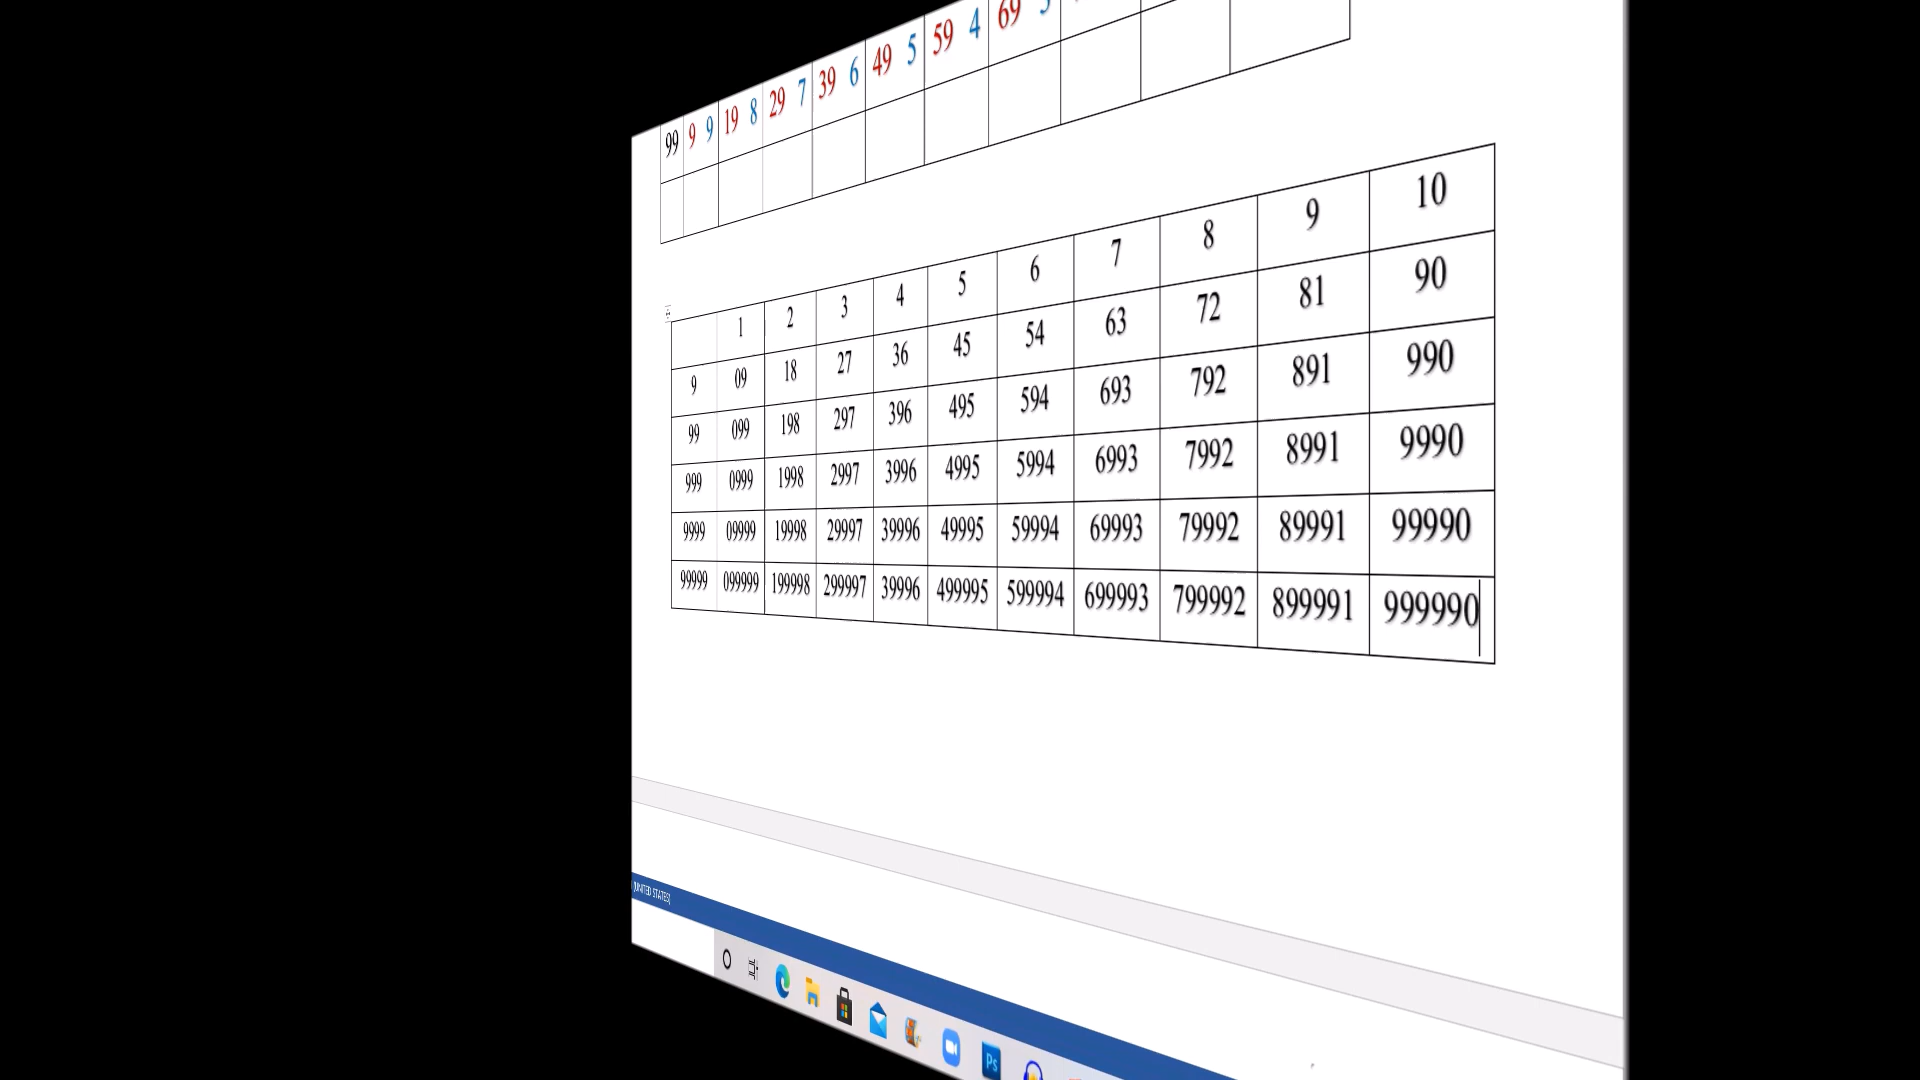 99 9 9 19 8 29 7 39 6 49 5 59 4 69
1 2 3 4 5 6 7 8 9 10
9 09 18 27 36 45 54 63 72 81 90
99 099 198 297 396 495 594 693 792 891 990
999 0999 1998 2997 3996 4995 5994 6993 7992 8991 9990
9999 09999 19998 29997 39996 49995 59994 69993 79992 89991 99990
99999 099999 199998 299997 39996 499995 599994 699993 799992 899991 999990
(UNITED STATES)
Ps